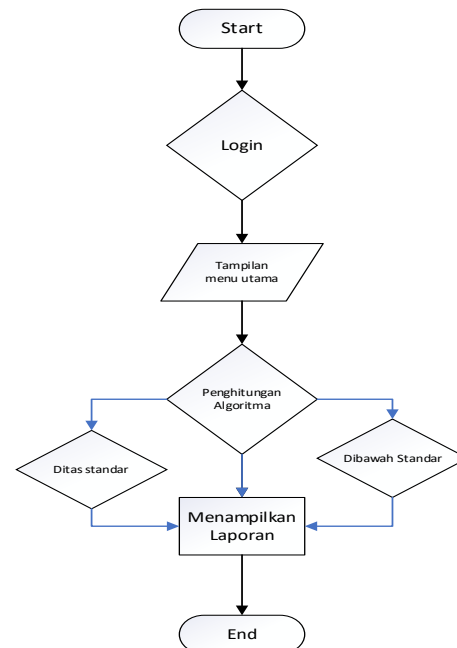 Start
Login
Tampilan
menu utama
Penghitungan
Algoritma
Ditas standar
Dibawah Standar
Menampilkan
Laporan
End